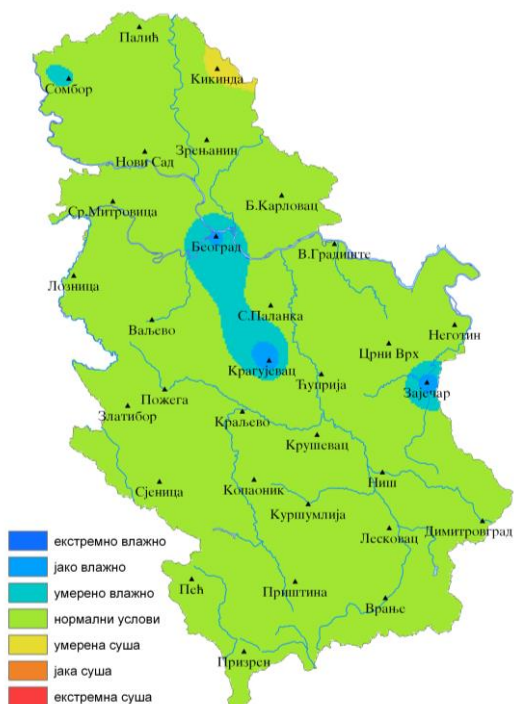 Палић
Кикинда
Сомбор
Зрењанин
Нови Сад
Б.Карловац
Ср.Митровица
Београд
В.Градиште
Лозница
С.Паланка
Ваљево
Неготин
Црни Врх
Крагујевац
Ћуприја
Зајечар
Пожега
Златибор
Краљево
Крушевац
Ниш
Сјеница
Копаоник
Куршумлија
Димитровград
Лесковац
екстремно влажно
јако влажно
умерено влажно
нормални услови
умерена суша
јака суша
екстремна суша
Пећ
Приштина
Врање
Призрен